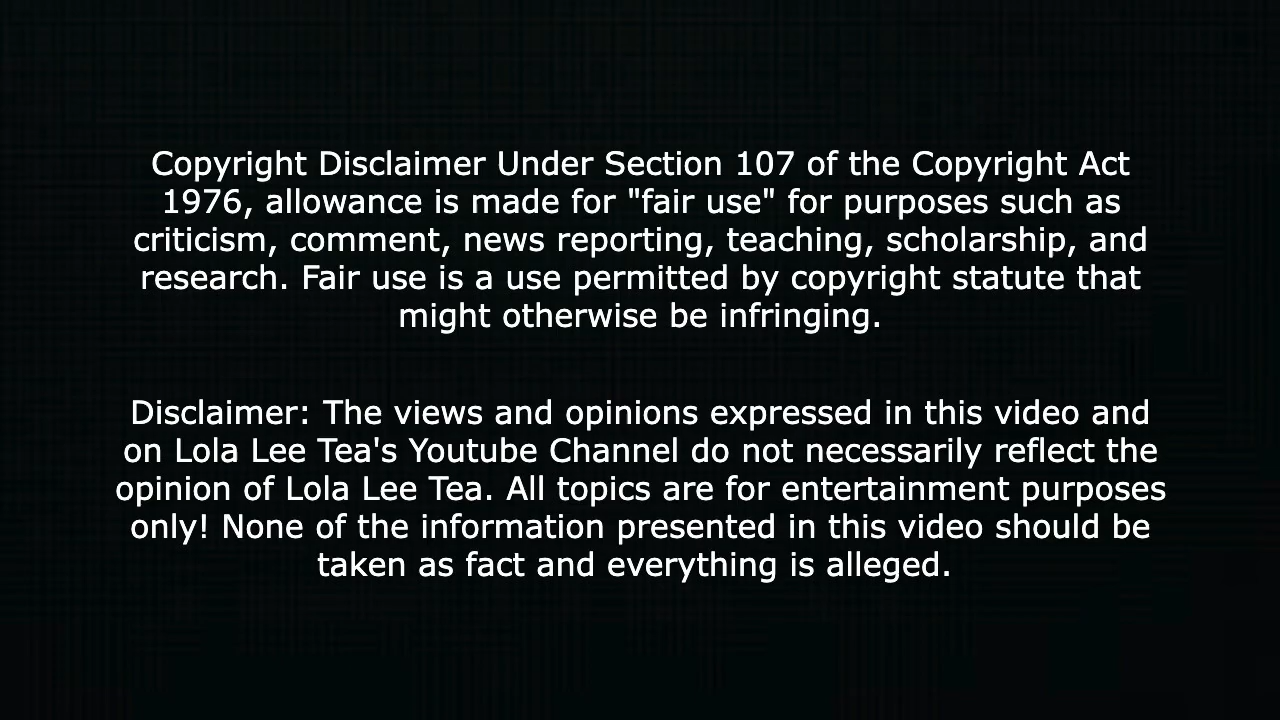 Copyright Disclaimer Under Section 107 of the Copyright Act
1976, allowance is made for "fair use" for purposes such as
criticism, comment, news reporting, teaching, scholarship, and
research. Fair use is a use permitted by copyright statute that
might otherwise be infringing.
Disclaimer: The views and opinions expressed in this video and
on Lola Lee Tea's Youtube Channel do not necessarily reflect the
opinion of Lola Lee Tea. All topics are for entertainment purposes
only! None of the information presented in this video should be
taken as fact and everything is alleged.